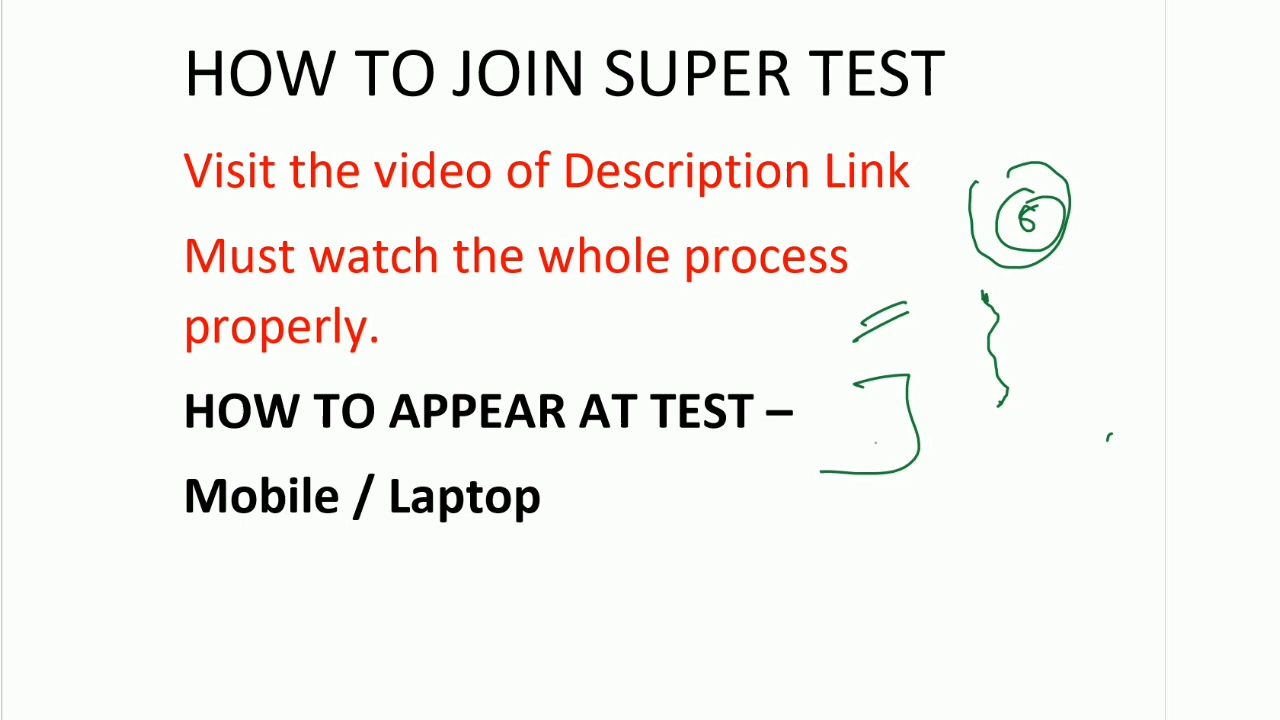 HOW TO JOIN SUPER TEST
Visit the video of Description Link
6
Must watch the whole process
properly.
HOW TO APPEAR AT TEST –
Mobile / Laptop